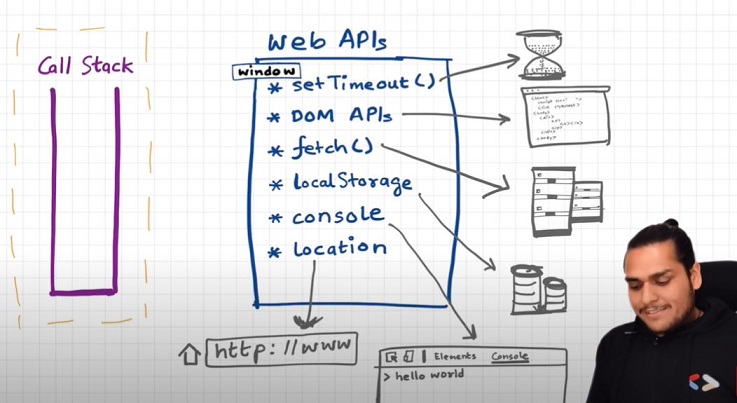 Call Stack
Web APIs
window
* setTimeout()
* DOM APIs
* fetch()
* localStorage
* console
* location
http://www
Elements Console
> hello world